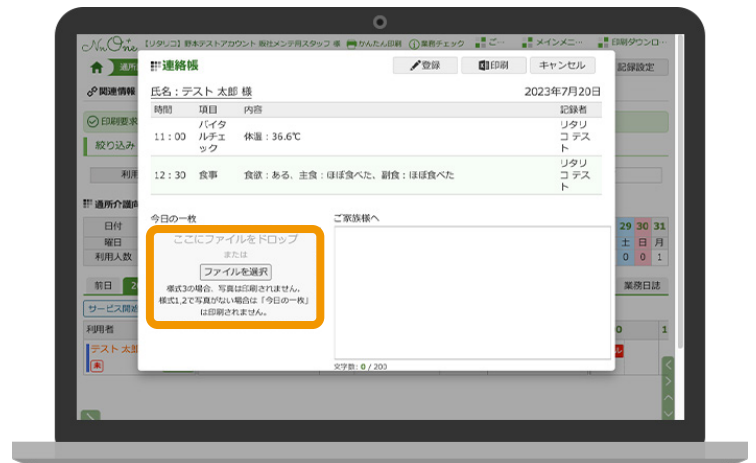 NuOne 【リタリコ】野本テストアカウント 販社メンテ用スタッフ 様 かんたん印刷 業務チェック ご… メインメニ… 印刷ダウンロ…
通所 記録設定
連絡帳 登録 印刷 キャンセル
関連情報
氏名：テスト 太郎 様 2023年7月20日
時間 項目 内容 記録者
印刷要求
11：00 バイタルチェック 体温：36.6℃ リタリコ テスト
絞り込み
12：30 食事 食欲：ある、主食：ほぼ食べた、副食：ほぼ食べた リタリコ テスト
利用
通所介護
今日の一枚 ご家族様へ
日付 29 30 31
曜日 土 日 月
利用人数 0 0 1
ここにファイルをドロップ
または
ファイルを選択
様式3の場合、写真は印刷されません。
様式1,2で写真がない場合は「今日の一枚」
は印刷されません。
前日 業務日誌
サービス関
利用者
テスト 太郎
文字数: 0 / 200